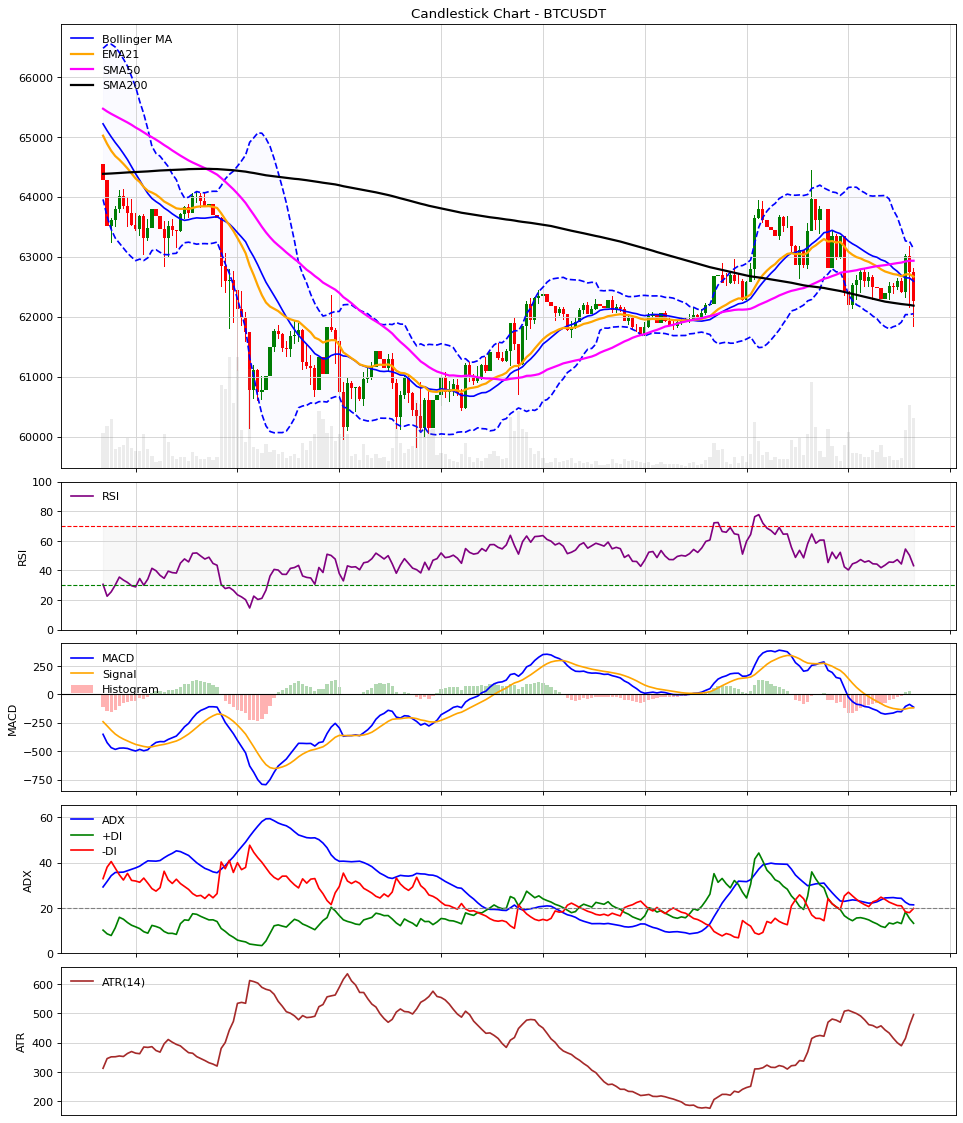 Candlestick Chart - BTCUSDT
Bollinger MA
EMA21
SMA50
SMA200
66000
65000
64000
63000
62000
61000
60000
RSI
100
80
60
40
20
0
RSI
MACD
Signal
Histogram
250
0
−250
−500
−750
MACD
ADX
+DI
-DI
60
40
20
0
ADX
ATR(14)
600
500
400
300
200
ATR